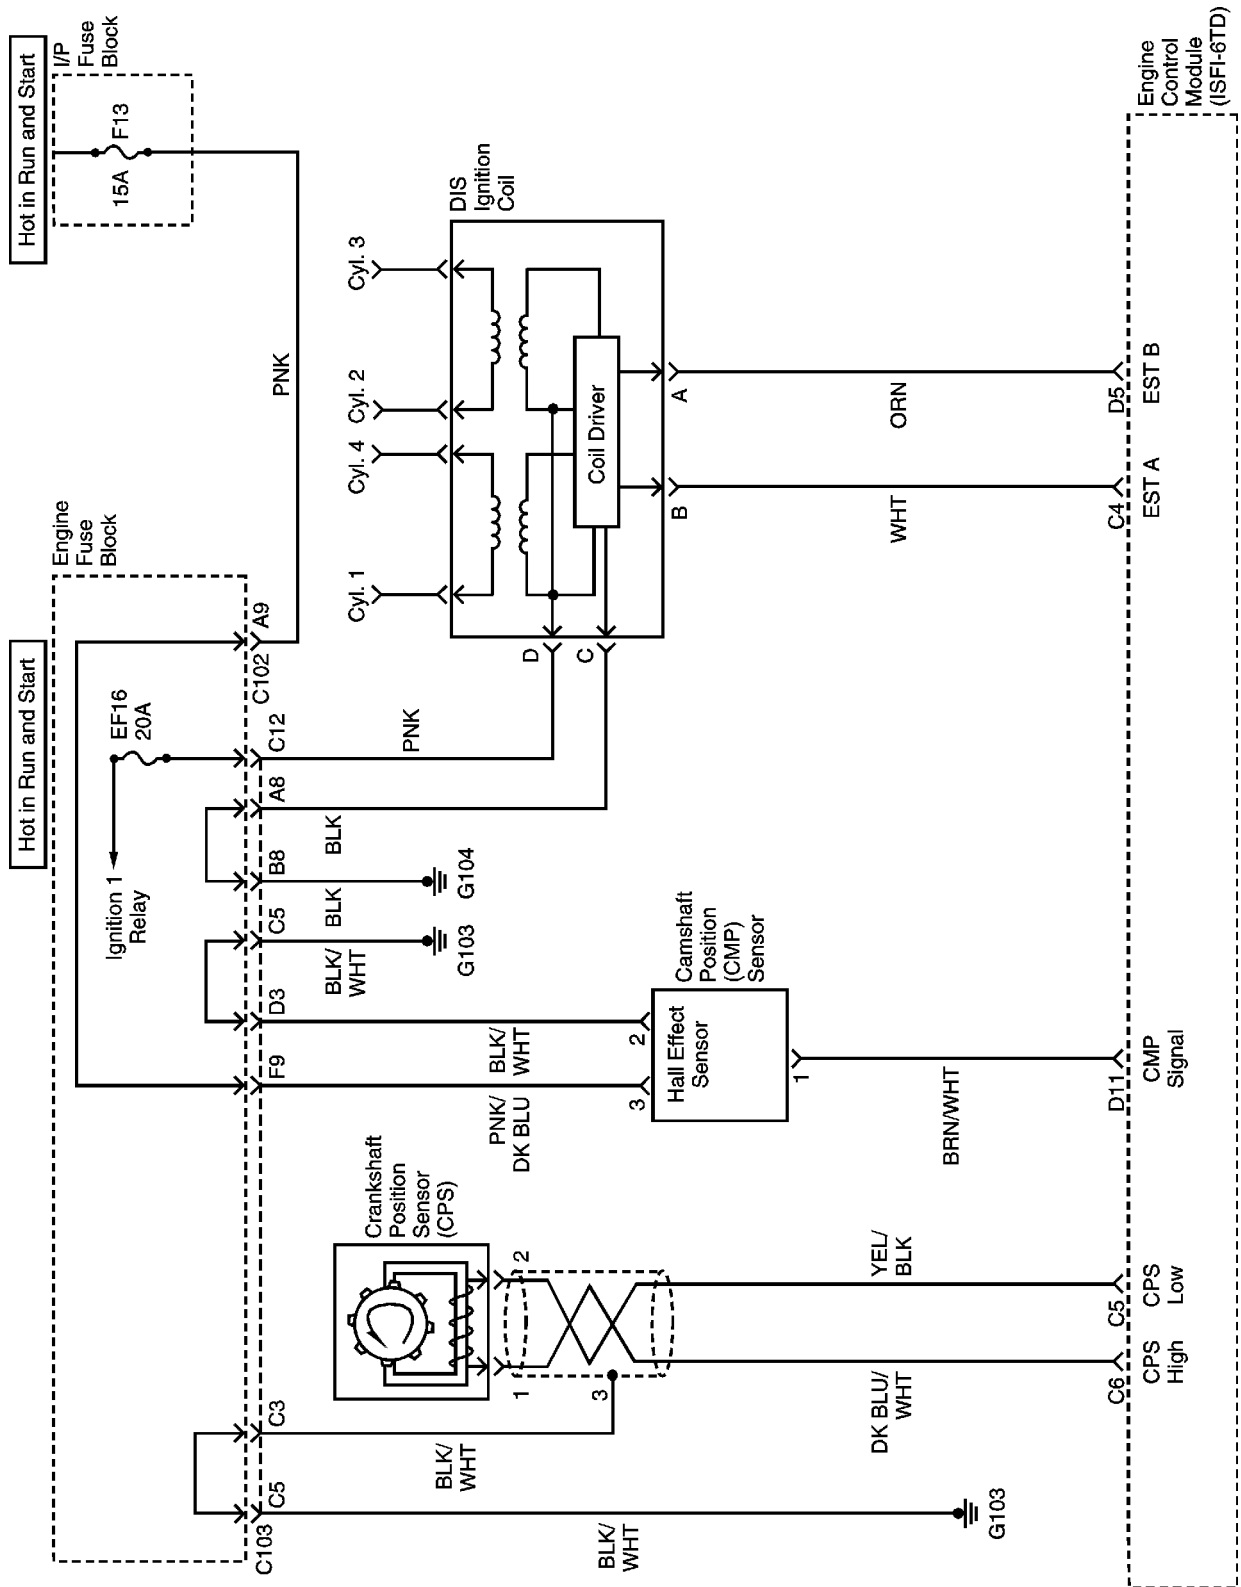 Hot in Run and Start
Engine
Fuse
Block
Hot in Run and Start
I/P
Fuse
Block
Ignition 1
Relay
EF16
20A
15A
F13
C103
C5
C3
F9
D3
C5
B8
A8
C12
C102
A9
BLK/
WHT
BLK/
WHT
BLK
BLK
PNK
PNK
G103
G104
Crankshaft
Position
Sensor
(CPS)
1
2
3
PNK/
DK BLU
BLK/
WHT
3
2
Hall Effect
Sensor
Camshaft
Position
(CMP)
Sensor
1
Cyl. 1
Cyl. 4
Cyl. 2
Cyl. 3
DIS
Ignition
Coil
D
C
Coil Driver
B
A
BLK/
WHT
G103
DK BLU/
WHT
YEL/
BLK
BRN/WHT
WHT
ORN
C6
C5
D11
C4
D5
CPS
High
CPS
Low
CMP
Signal
EST A
EST B
Engine
Control
Module
(ISFI-6TD)